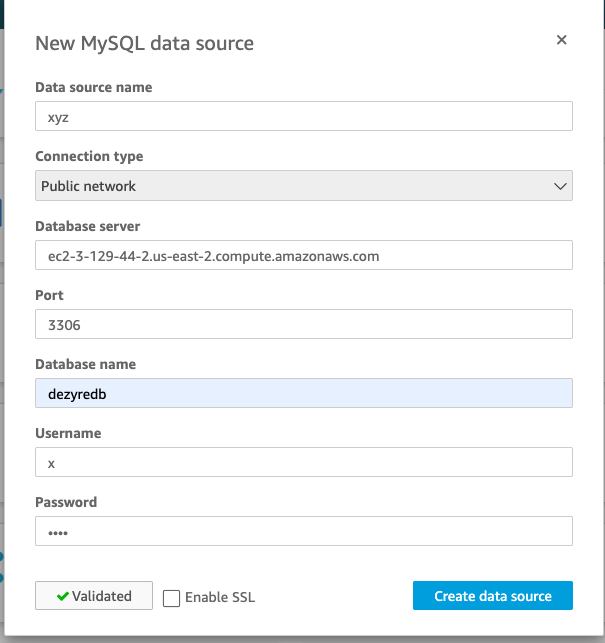 New MySQL data source
Data source name
xyz
Connection type
Public network
Database server
ec2-3-129-44-2.us-east-2.compute.amazonaws.com
Port
3306
Database name
dezyredb
Username
x
Password
••••
Validated
Enable SSL
Create data source